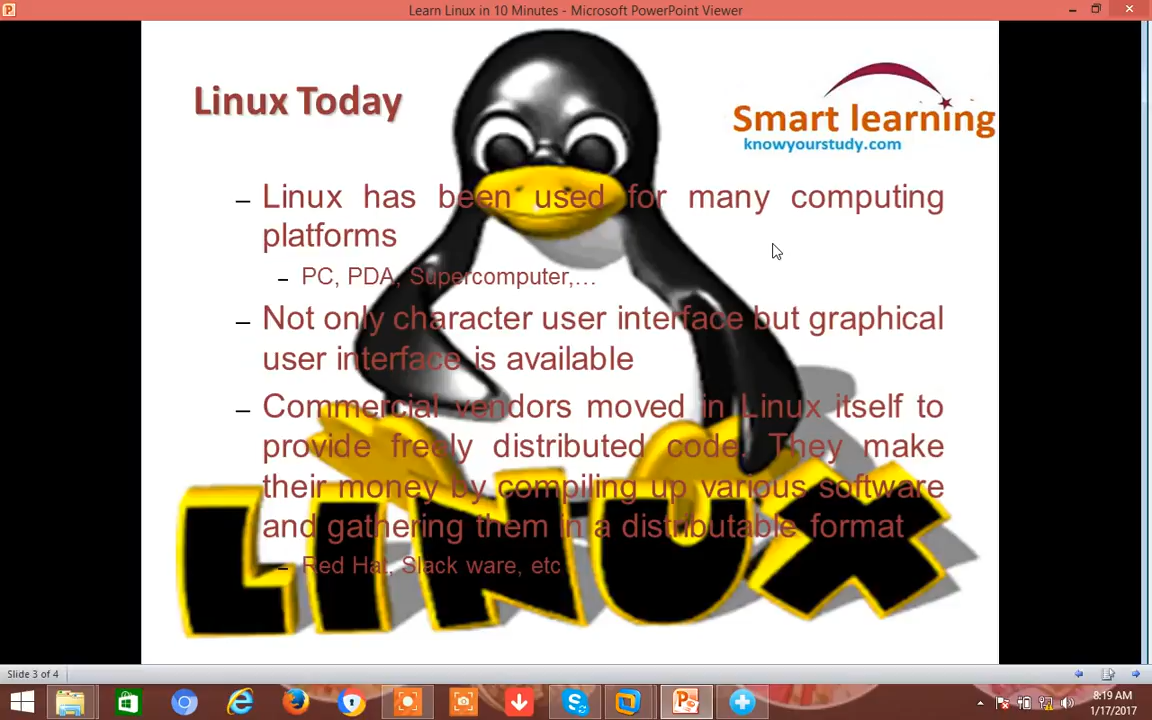 Learn Linux in 10 Minutes - Microsoft PowerPoint Viewer
Linux Today
Smart learning
knowyourstudy.com
– Linux has been used for many computing
platforms
– PC, PDA, Supercomputer,...
– Not only character user interface but graphical
user interface is available
– Commercial vendors moved in Linux itself to
provide freely distributed code. They make
their money by compiling up various software
and gathering them in a distributable format
– Red Hat, Slack ware, etc
LINUX
Slide 3 of 4
8:19 AM
1/17/2017